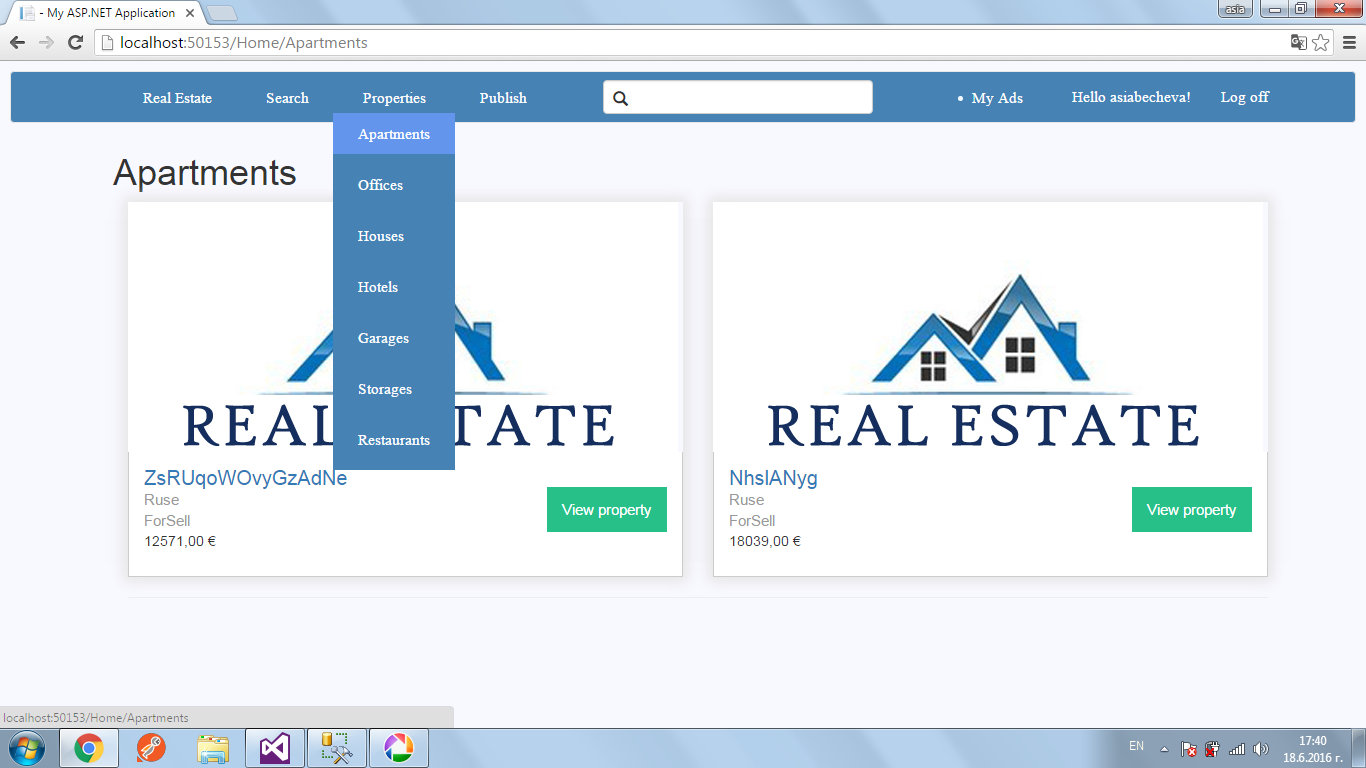 - My ASP.NET Application
asia
localhost:50153/Home/Apartments
Real Estate
Search
Properties
Publish
My Ads
Hello asiabecheva!
Log off
Apartments
Offices
Houses
Hotels
Garages
Storages
Restaurants
Apartments
REAL ESTATE
ZsRUqoWOvyGzAdNe
Ruse
ForSell
12571,00 €
View property
REAL ESTATE
NhslANyg
Ruse
ForSell
18039,00 €
View property
localhost:50153/Home/Apartments
EN
17:40
18.6.2016 г.